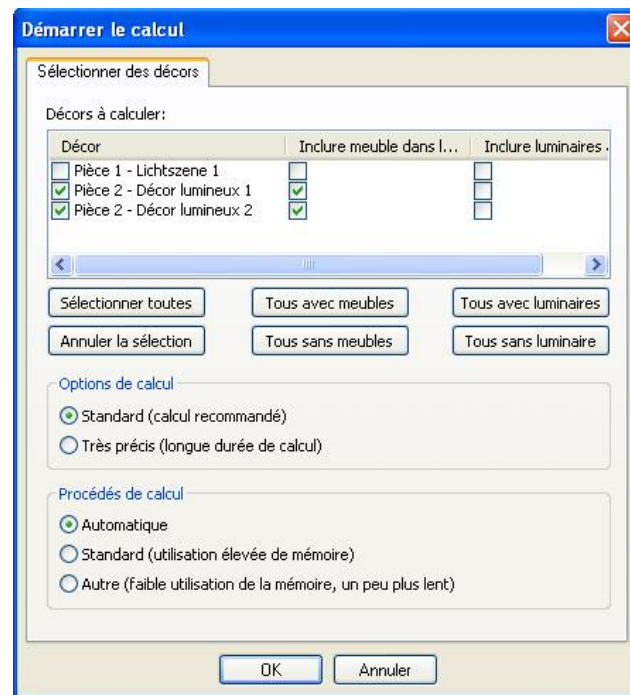 Démarrer le calcul
Sélectionner des décors
Décors à calculer:
Décor Inclure meuble dans l... Inclure luminaires
Pièce 1 - Lichtszene 1
Pièce 2 - Décor lumineux 1
Pièce 2 - Décor lumineux 2
Sélectionner toutes Tous avec meubles Tous avec luminaires
Annuler la sélection Tous sans meubles Tous sans luminaire
Options de calcul
Standard (calcul recommandé)
Très précis (longue durée de calcul)
Procédés de calcul
Automatique
Standard (utilisation élevée de mémoire)
Autre (faible utilisation de la mémoire, un peu plus lent)
OK Annuler